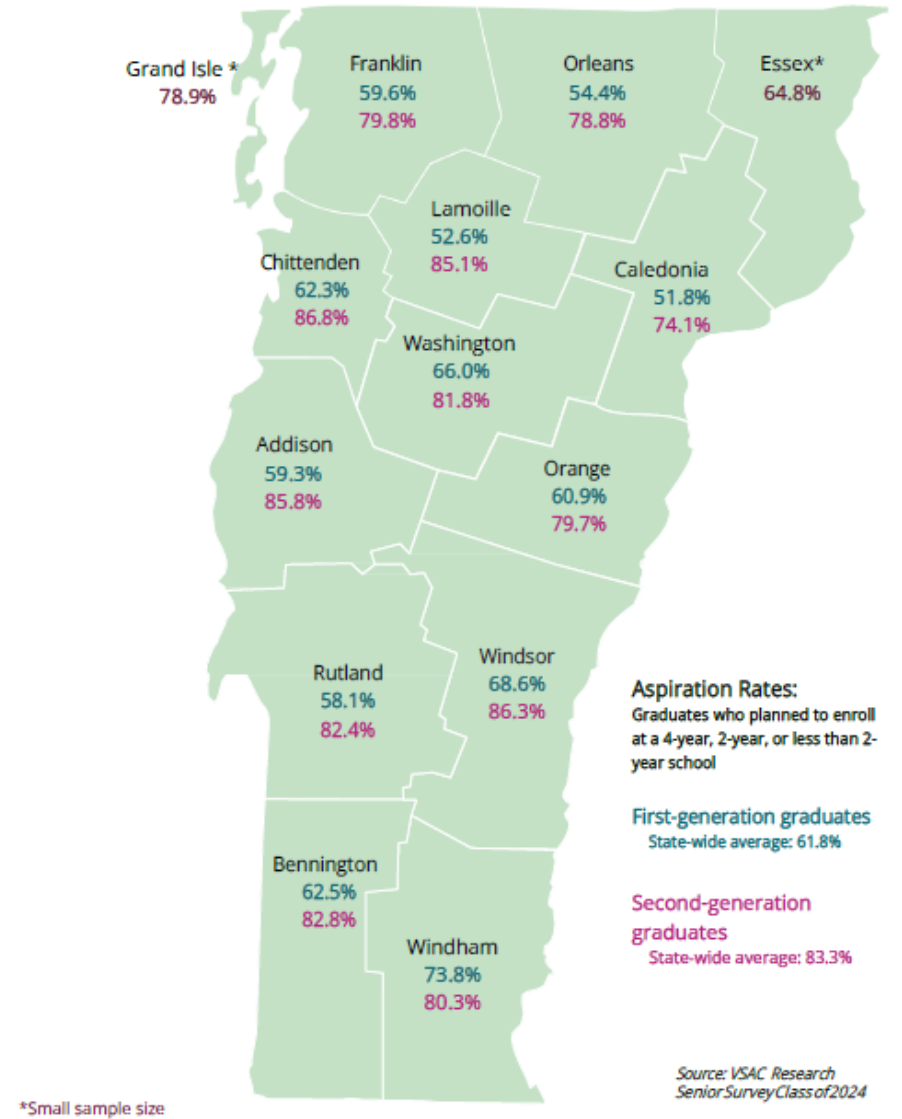 Grand Isle *
78.9%
Franklin
59.6%
79.8%
Orleans
54.4%
78.8%
Essex*
64.8%
Lamoille
52.6%
85.1%
Chittenden
62.3%
86.8%
Caledonia
51.8%
74.1%
Washington
66.0%
81.8%
Addison
59.3%
85.8%
Orange
60.9%
79.7%
Rutland
58.1%
82.4%
Windsor
68.6%
86.3%
Bennington
62.5%
82.8%
Windham
73.8%
80.3%
Aspiration Rates:
Graduates who planned to enroll
at a 4-year, 2-year, or less than 2-
year school
First-generation graduates
State-wide average: 61.8%
Second-generation
graduates
State-wide average: 83.3%
Source: VSAC Research
Senior Survey Class of 2024
*Small sample size